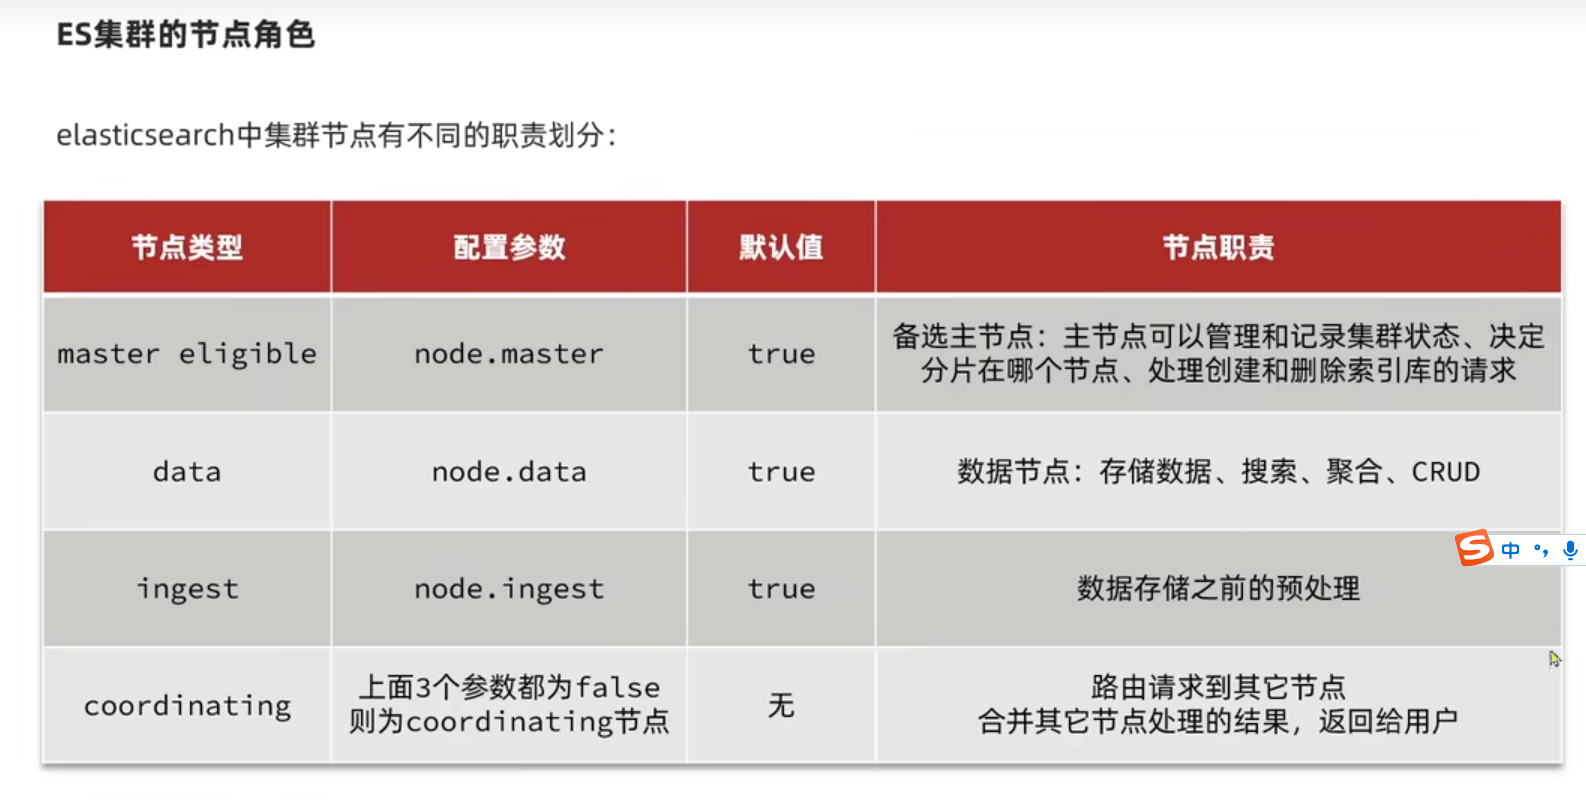 ES集群的节点角色
elasticsearch中集群节点有不同的职责划分：
节点类型 配置参数 默认值 节点职责
master eligible node.master true 备选主节点：主节点可以管理和记录集群状态、决定
分片在哪个节点、处理创建和删除索引库的请求
data node.data true 数据节点：存储数据、搜索、聚合、CRUD
中
ingest node.ingest true 数据存储之前的预处理
coordinating 上面3个参数都为false
则为coordinating节点 无 路由请求到其它节点
合并其它节点处理的结果，返回给用户